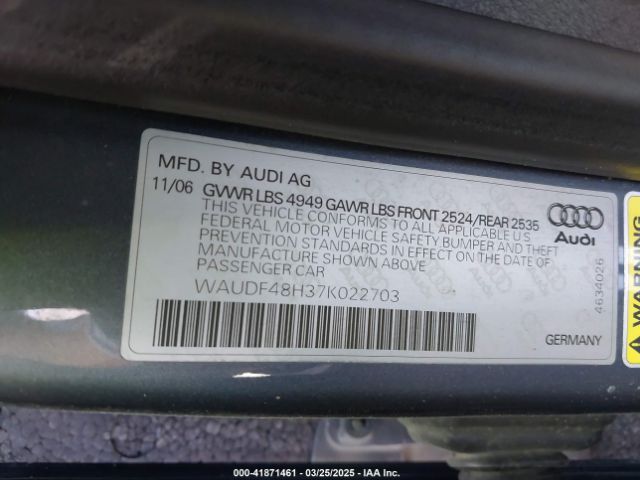 MFD. BY AUDI AG
11/06 GVWR LBS 4949 GAWR LBS FRONT 2524/REAR 2535
THIS VEHICLE CONFORMS TO ALL APPLICABLE US
FEDERAL MOTOR VEHICLE SAFETY BUMPER AND THEFT
PREVENTION STANDARDS IN EFFECT ON THE DATE OF
MANUFACTURE SHOWN ABOVE
PASSENGER CAR
WAUDF48H37K022703
Audi
4634026
GERMANY
WARNING
000-41871461 - 03/25/2025 - IAA Inc.